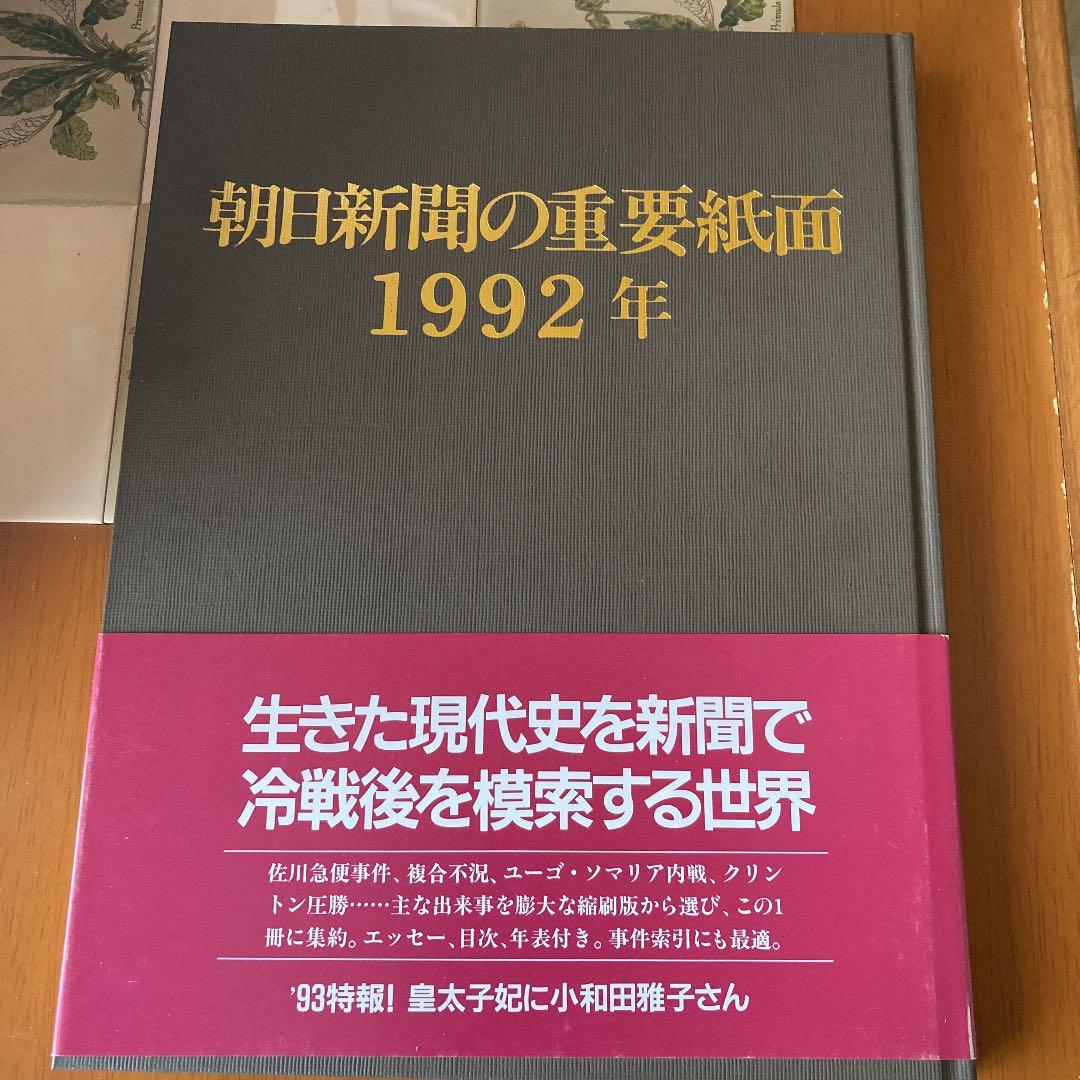 Primula
朝日新聞の重要紙面
1992年
生きた現代史を新聞で
冷戦後を模索する世界
佐川急便事件、複合不況、ユーゴ・ソマリア内戦、クリン
トン圧勝……主な出来事を膨大な縮刷版から選び、この1
冊に集約。エッセー、目次、年表付き。事件索引にも最適。
'93特報! 皇太子妃に小和田雅子さん